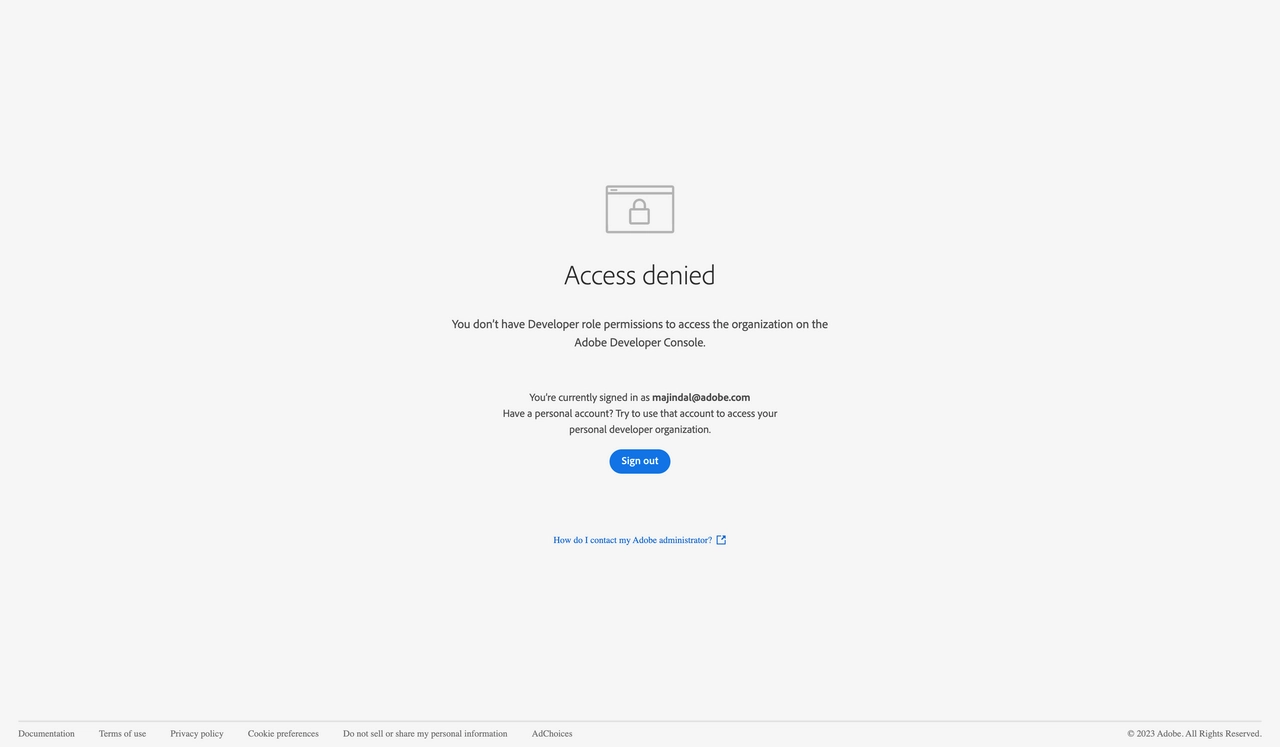 Access denied
You don't have Developer role permissions to access the organization on the
Adobe Developer Console.
You're currently signed in as majindal@adobe.com
Have a personal account? Try to use that account to access your
personal developer organization.
Sign out
How do I contact my Adobe administrator?
Documentation Terms of use Privacy policy Cookie preferences Do not sell or share my personal information AdChoices © 2023 Adobe. All Rights Reserved.